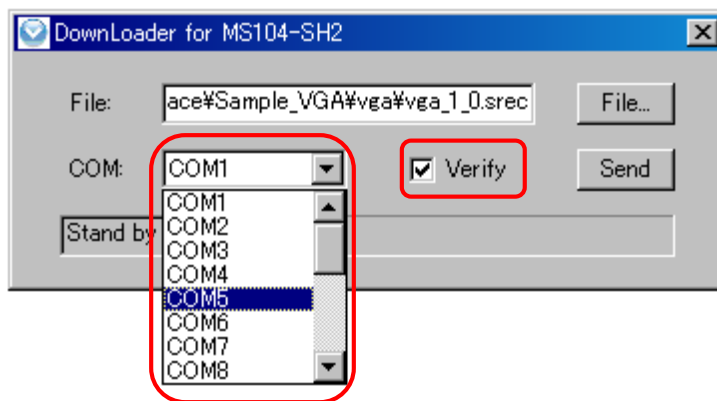 DownLoader for MS104-SH2
File: ace¥Sample_VGA¥vga¥vga_1_0.srec File...
COM: COM1 Verify Send
Stand by
COM1
COM2
COM3
COM4
COM5
COM6
COM7
COM8